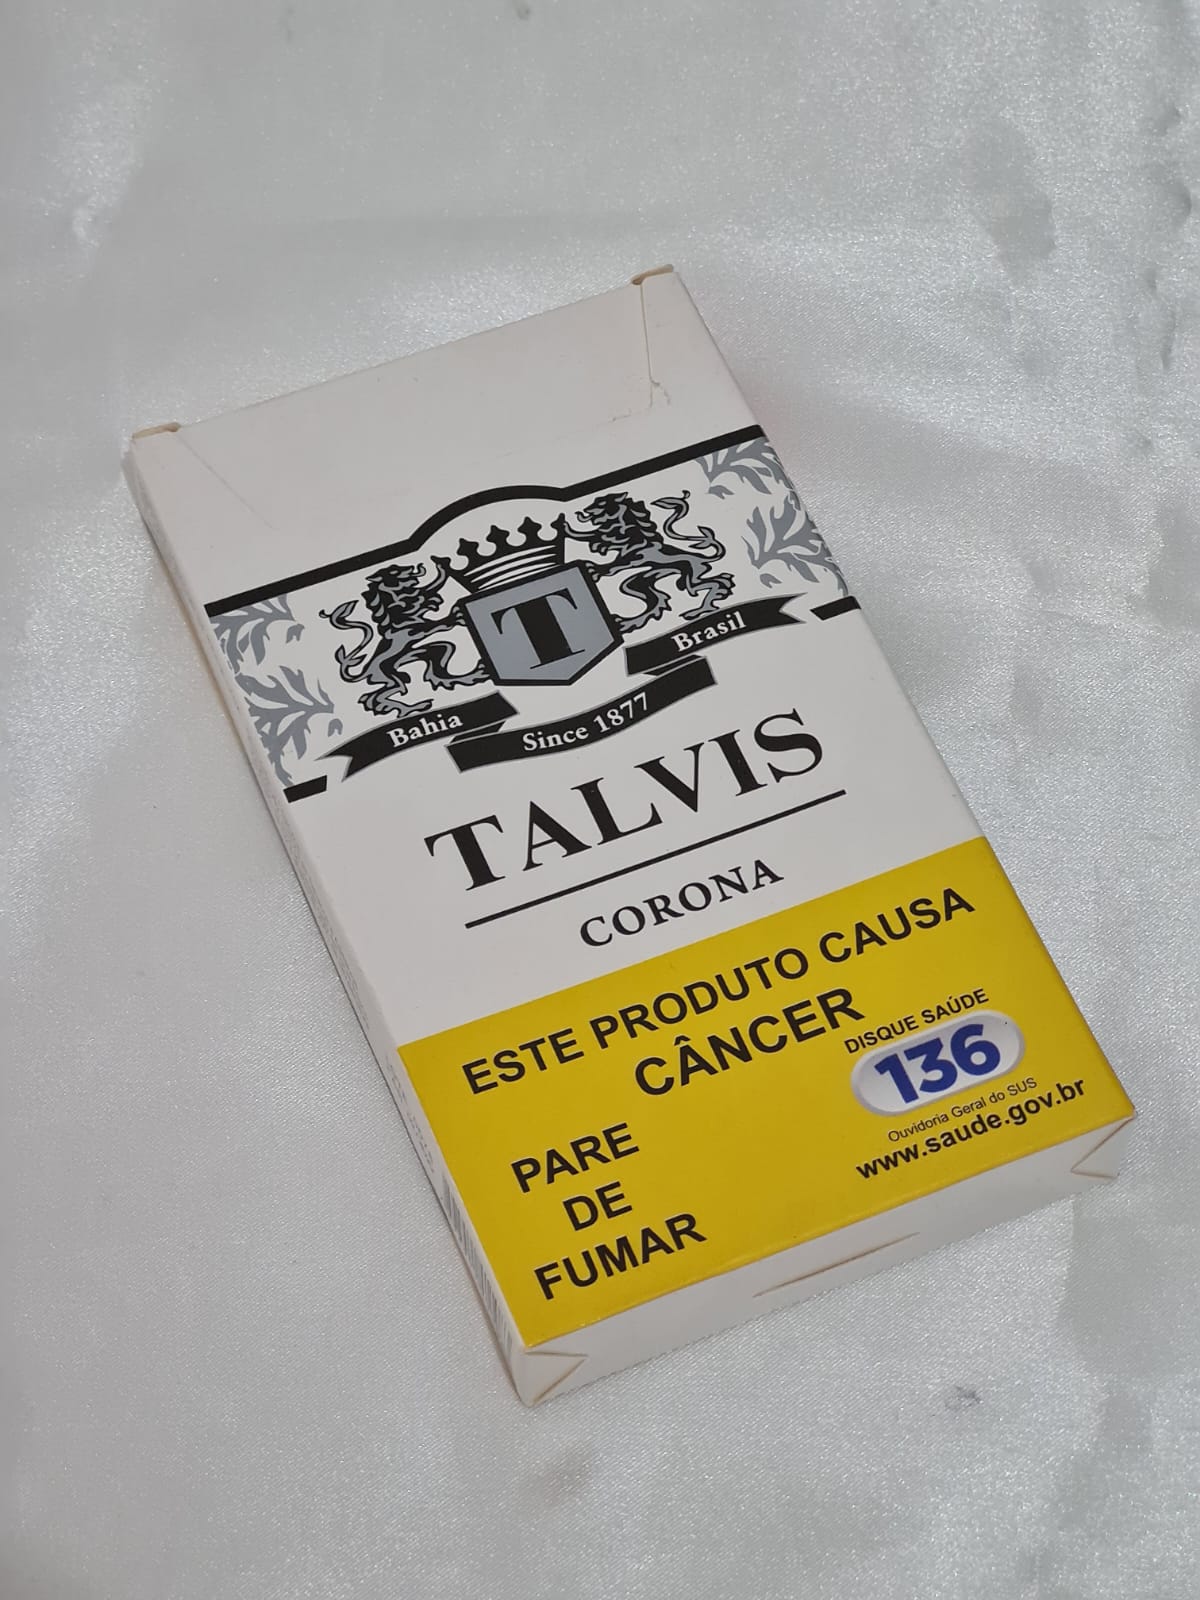 T
Bahia
Since 1877
Brasil
TALVIS
CORONA
ESTE PRODUTO CAUSA
CÂNCER
DISQUE SAÚDE
136
Ouvidoria Geral do SUS
www.saude.gov.br
PARE
DE
FUMAR